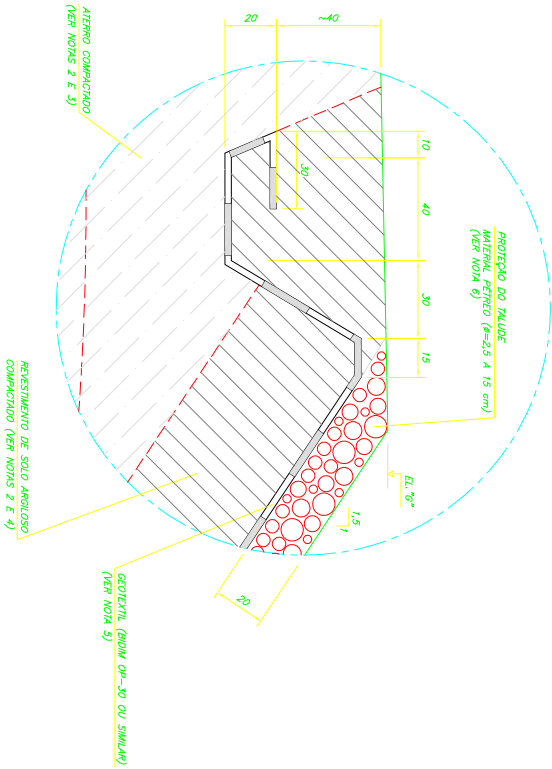 ATERRO COMPACTADO
(VER NOTAS 2 E 3)
20
~40
10
40
30
15
30
PROTEÇÃO DO TALUDE
MATERIAL PÉTREO (ø=2,5 A 15 cm)
(VER NOTA 6)
EL. "G"
1,5
1
20
REVESTIMENTO DE SOLO ARGILOSO
COMPACTADO (VER NOTAS 2 E 4)
GEOTEXTIL (BIDIM OP-30 OU SIMILAR)
(VER NOTA 5)